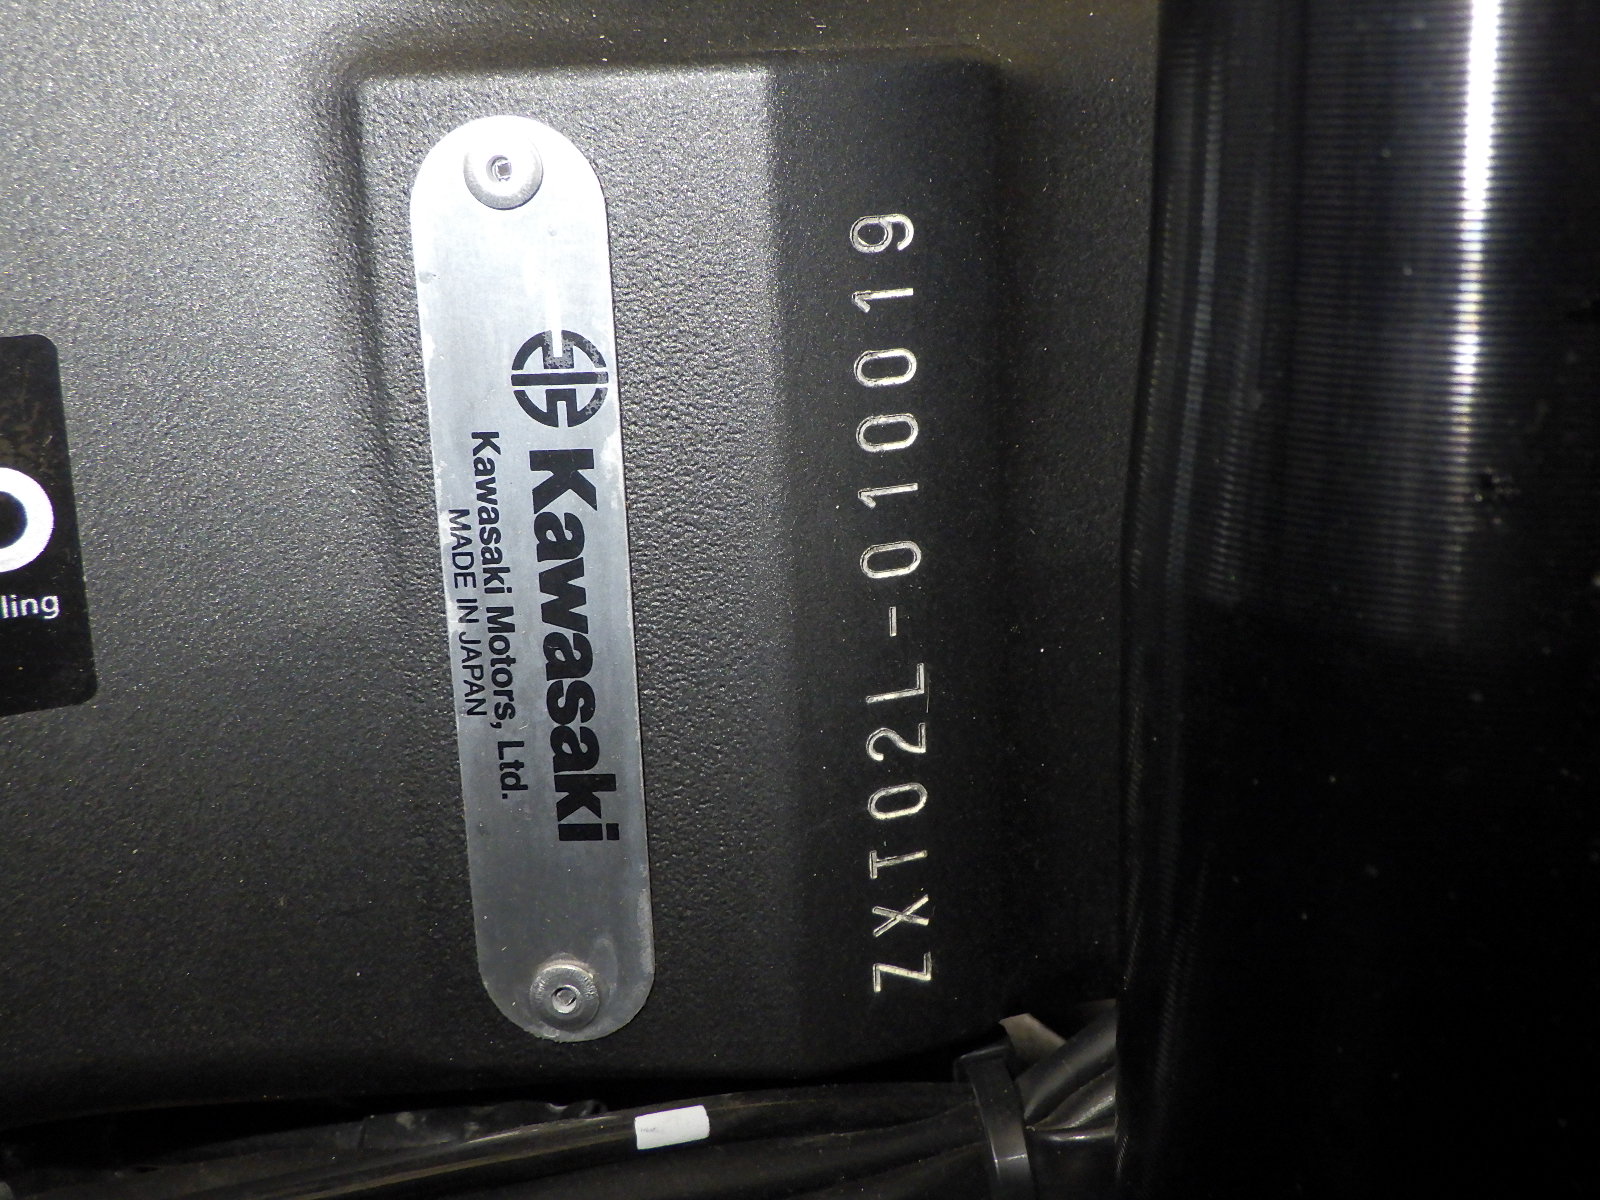 ling
Kawasaki
Kawasaki Motors, Ltd.
MADE IN JAPAN
ZXT02L-010019